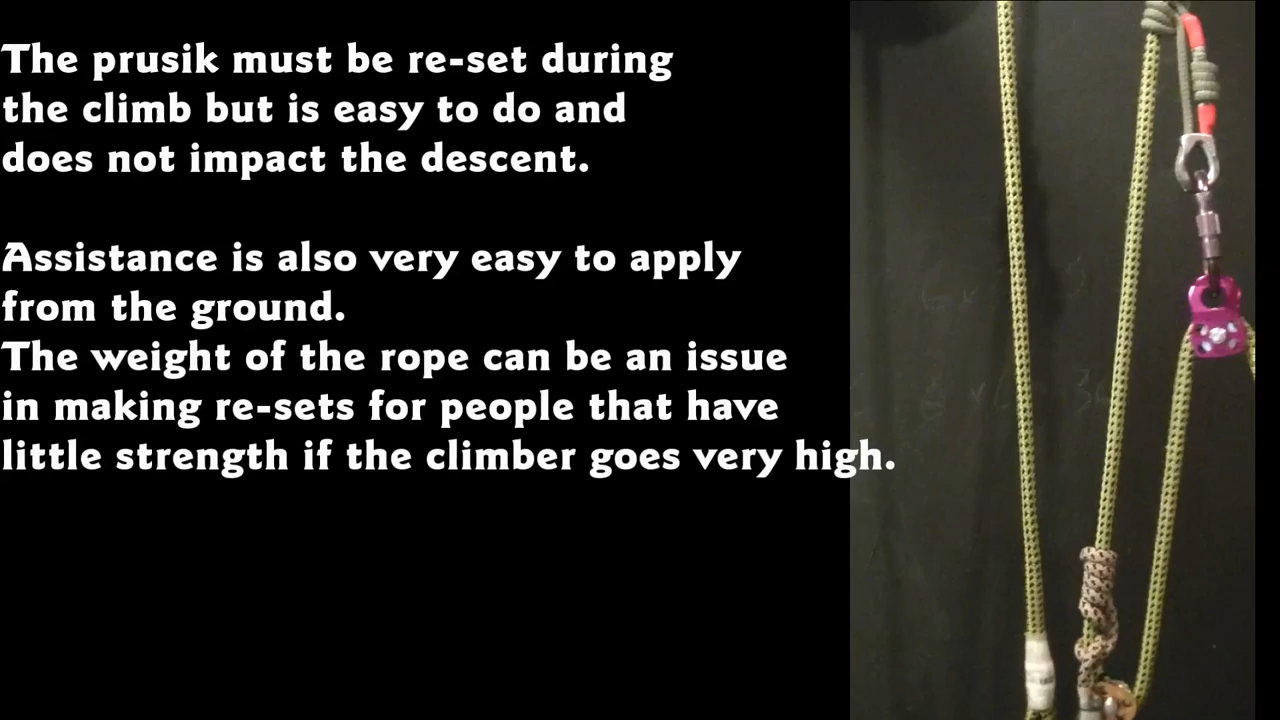 The prusik must be re-set during
the climb but is easy to do and
does not impact the descent.
Assistance is also very easy to apply
from the ground.
The weight of the rope can be an issue
in making re-sets for people that have
little strength if the climber goes very high.